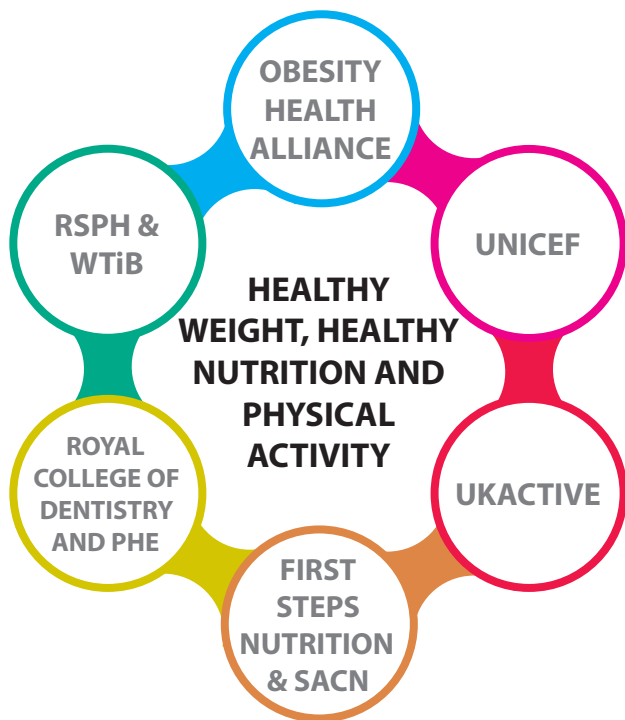 OBESITY
HEALTH
ALLIANCE
RSPH &
WTiB
UNICEF
HEALTHY
WEIGHT, HEALTHY
NUTRITION AND
PHYSICAL
ACTIVITY
ROYAL
COLLEGE OF
DENTISTRY
AND PHE
UKACTIVE
FIRST
STEPS
NUTRITION
& SACN